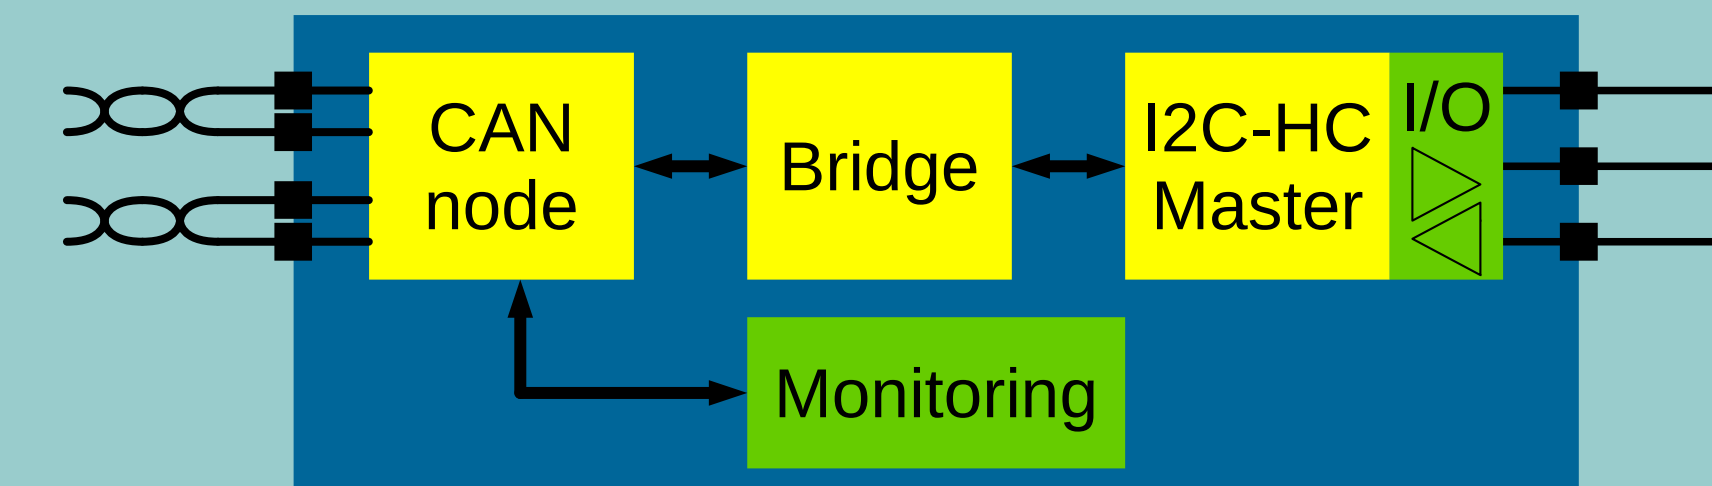 CAN
node
Bridge
I2C-HC
Master
I/O
Monitoring